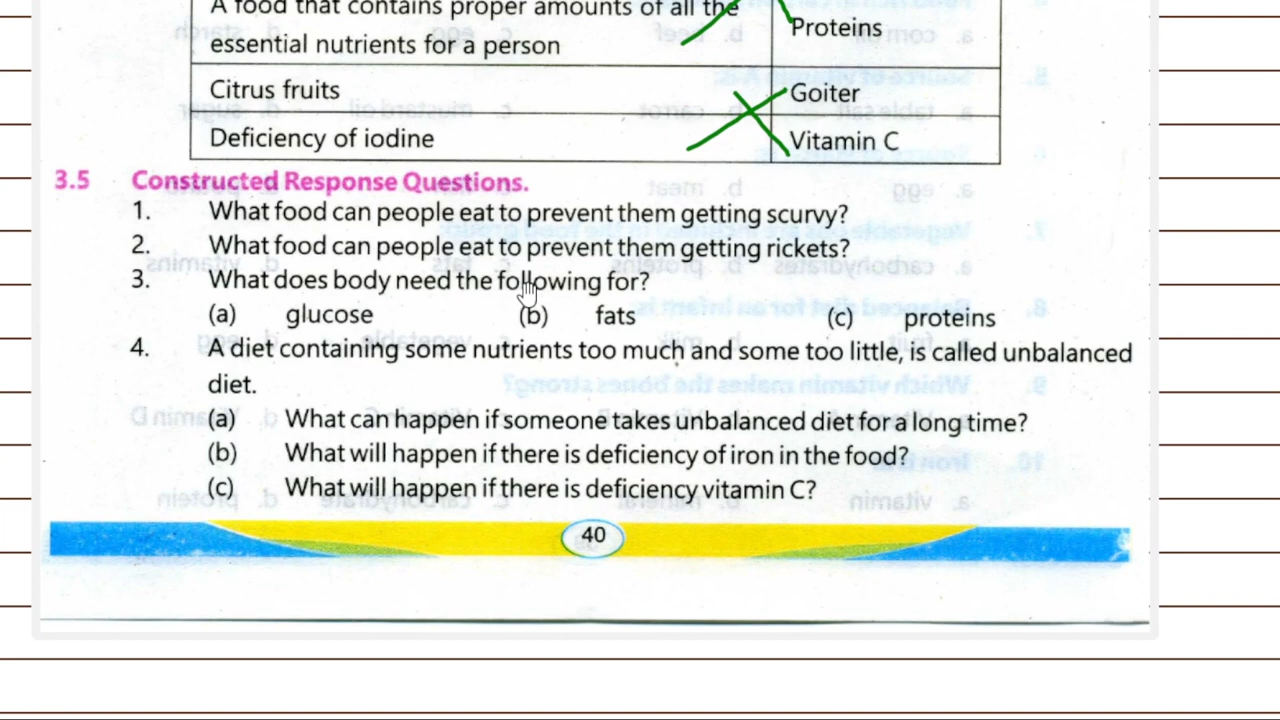 A food that contains proper amounts of all the
essential nutrients for a person
Proteins
Citrus fruits
Goiter
Deficiency of iodine
Vitamin C
3.5 Constructed Response Questions.
1. What food can people eat to prevent them getting scurvy?
2. What food can people eat to prevent them getting rickets?
3. What does body need the following for?
(a) glucose (b) fats (c) proteins
4. A diet containing some nutrients too much and some too little, is called unbalanced
diet.
(a) What can happen if someone takes unbalanced diet for a long time?
(b) What will happen if there is deficiency of iron in the food?
(c) What will happen if there is deficiency vitamin C?
40